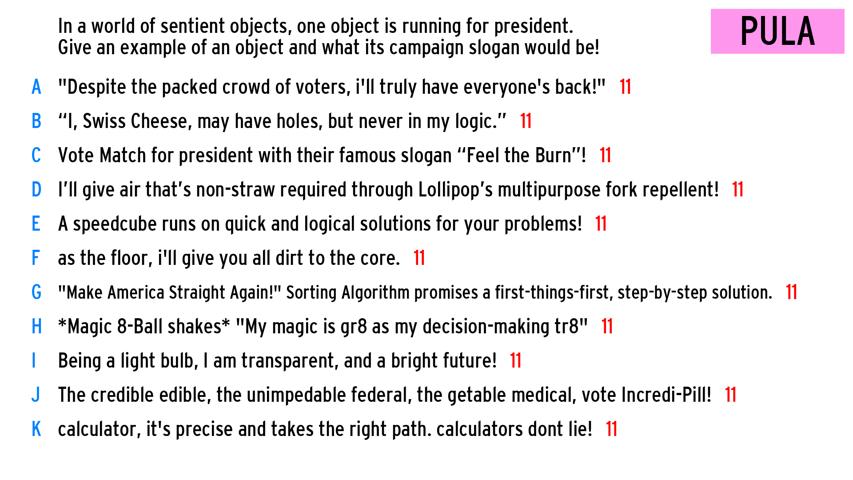 In a world of sentient objects, one object is running for president.
Give an example of an object and what its campaign slogan would be!
PULA
A "Despite the packed crowd of voters, i'll truly have everyone's back!" 11
B “I, Swiss Cheese, may have holes, but never in my logic.” 11
C Vote Match for president with their famous slogan “Feel the Burn”! 11
D I’ll give air that’s non-straw required through Lollipop’s multipurpose fork repellent! 11
E A speedcube runs on quick and logical solutions for your problems! 11
F as the floor, i'll give you all dirt to the core. 11
G "Make America Straight Again!" Sorting Algorithm promises a first-things-first, step-by-step solution. 11
H *Magic 8-Ball shakes* "My magic is gr8 as my decision-making tr8" 11
I Being a light bulb, I am transparent, and a bright future! 11
J The credible edible, the unimpedable federal, the getable medical, vote Incredi-Pill! 11
K calculator, it's precise and takes the right path. calculators dont lie! 11